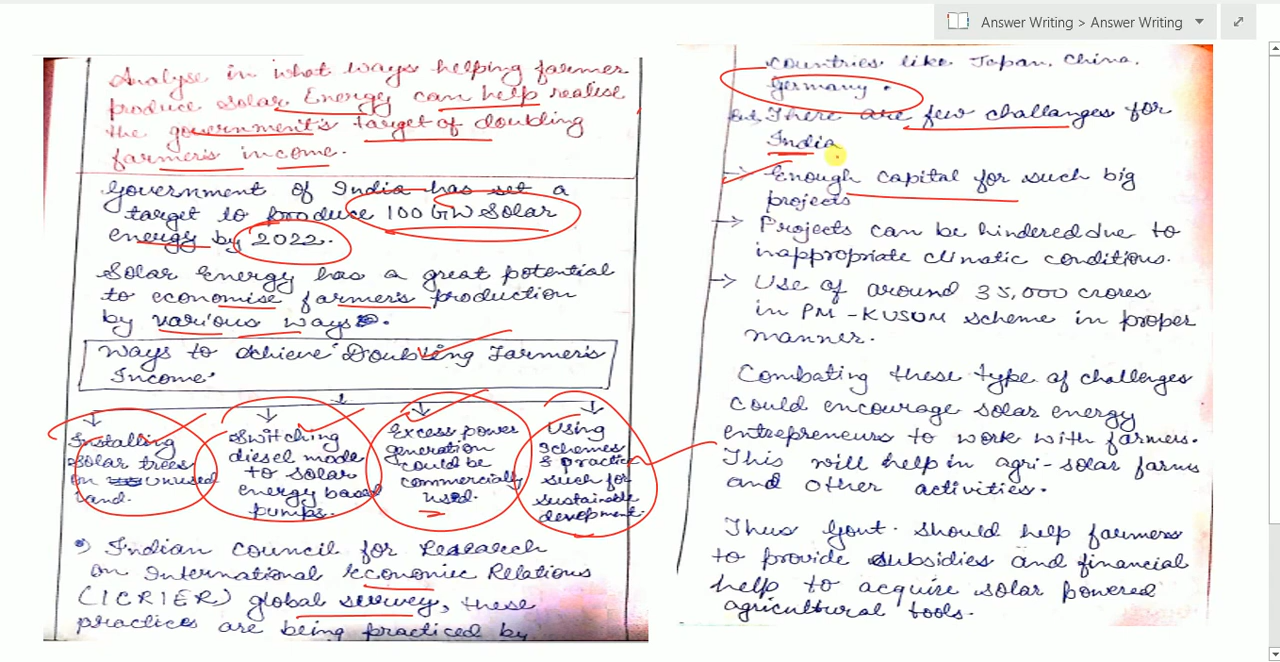 Answer Writing > Answer Writing
Analyse in what ways helping farmer
produce solar Energy can help realise
the government's target of doubling
farmer's income.
Government of India has set a
target to produce 100 GW Solar
energy by 2022.
Solar Energy has a great potential
to economise farmer's production
by various ways.
Ways to achieve Doubling Farmer's
Income
Installing
solar trees
on unused
land.
Switching
diesel mode
to solar
energy based
pumps.
Excess power
generation
could be
commercially
used.
Using
schemes
& practice
such for
sustainable
devepment.
Indian Council for Research
on International Economic Relations
(ICRIER) global survey, these
practices are being practiced by
countries like Japan, China,
Germany.
But, There are few challanges for
India
→ Enough capital for such big
projects
→ Projects can be hindered due to
inappropriate climatic conditions.
→ Use of around 35,000 crores
in PM-KUSUM scheme in proper
manner.
Combating these type of challenges
could encourage solar energy
entrepreneurs to work with farmers.
This will help in agri-solar farms
and other activities.
Thus Govt. should help farmers
to provide subsidies and financial
help to acquire solar powered
agricultural tools.